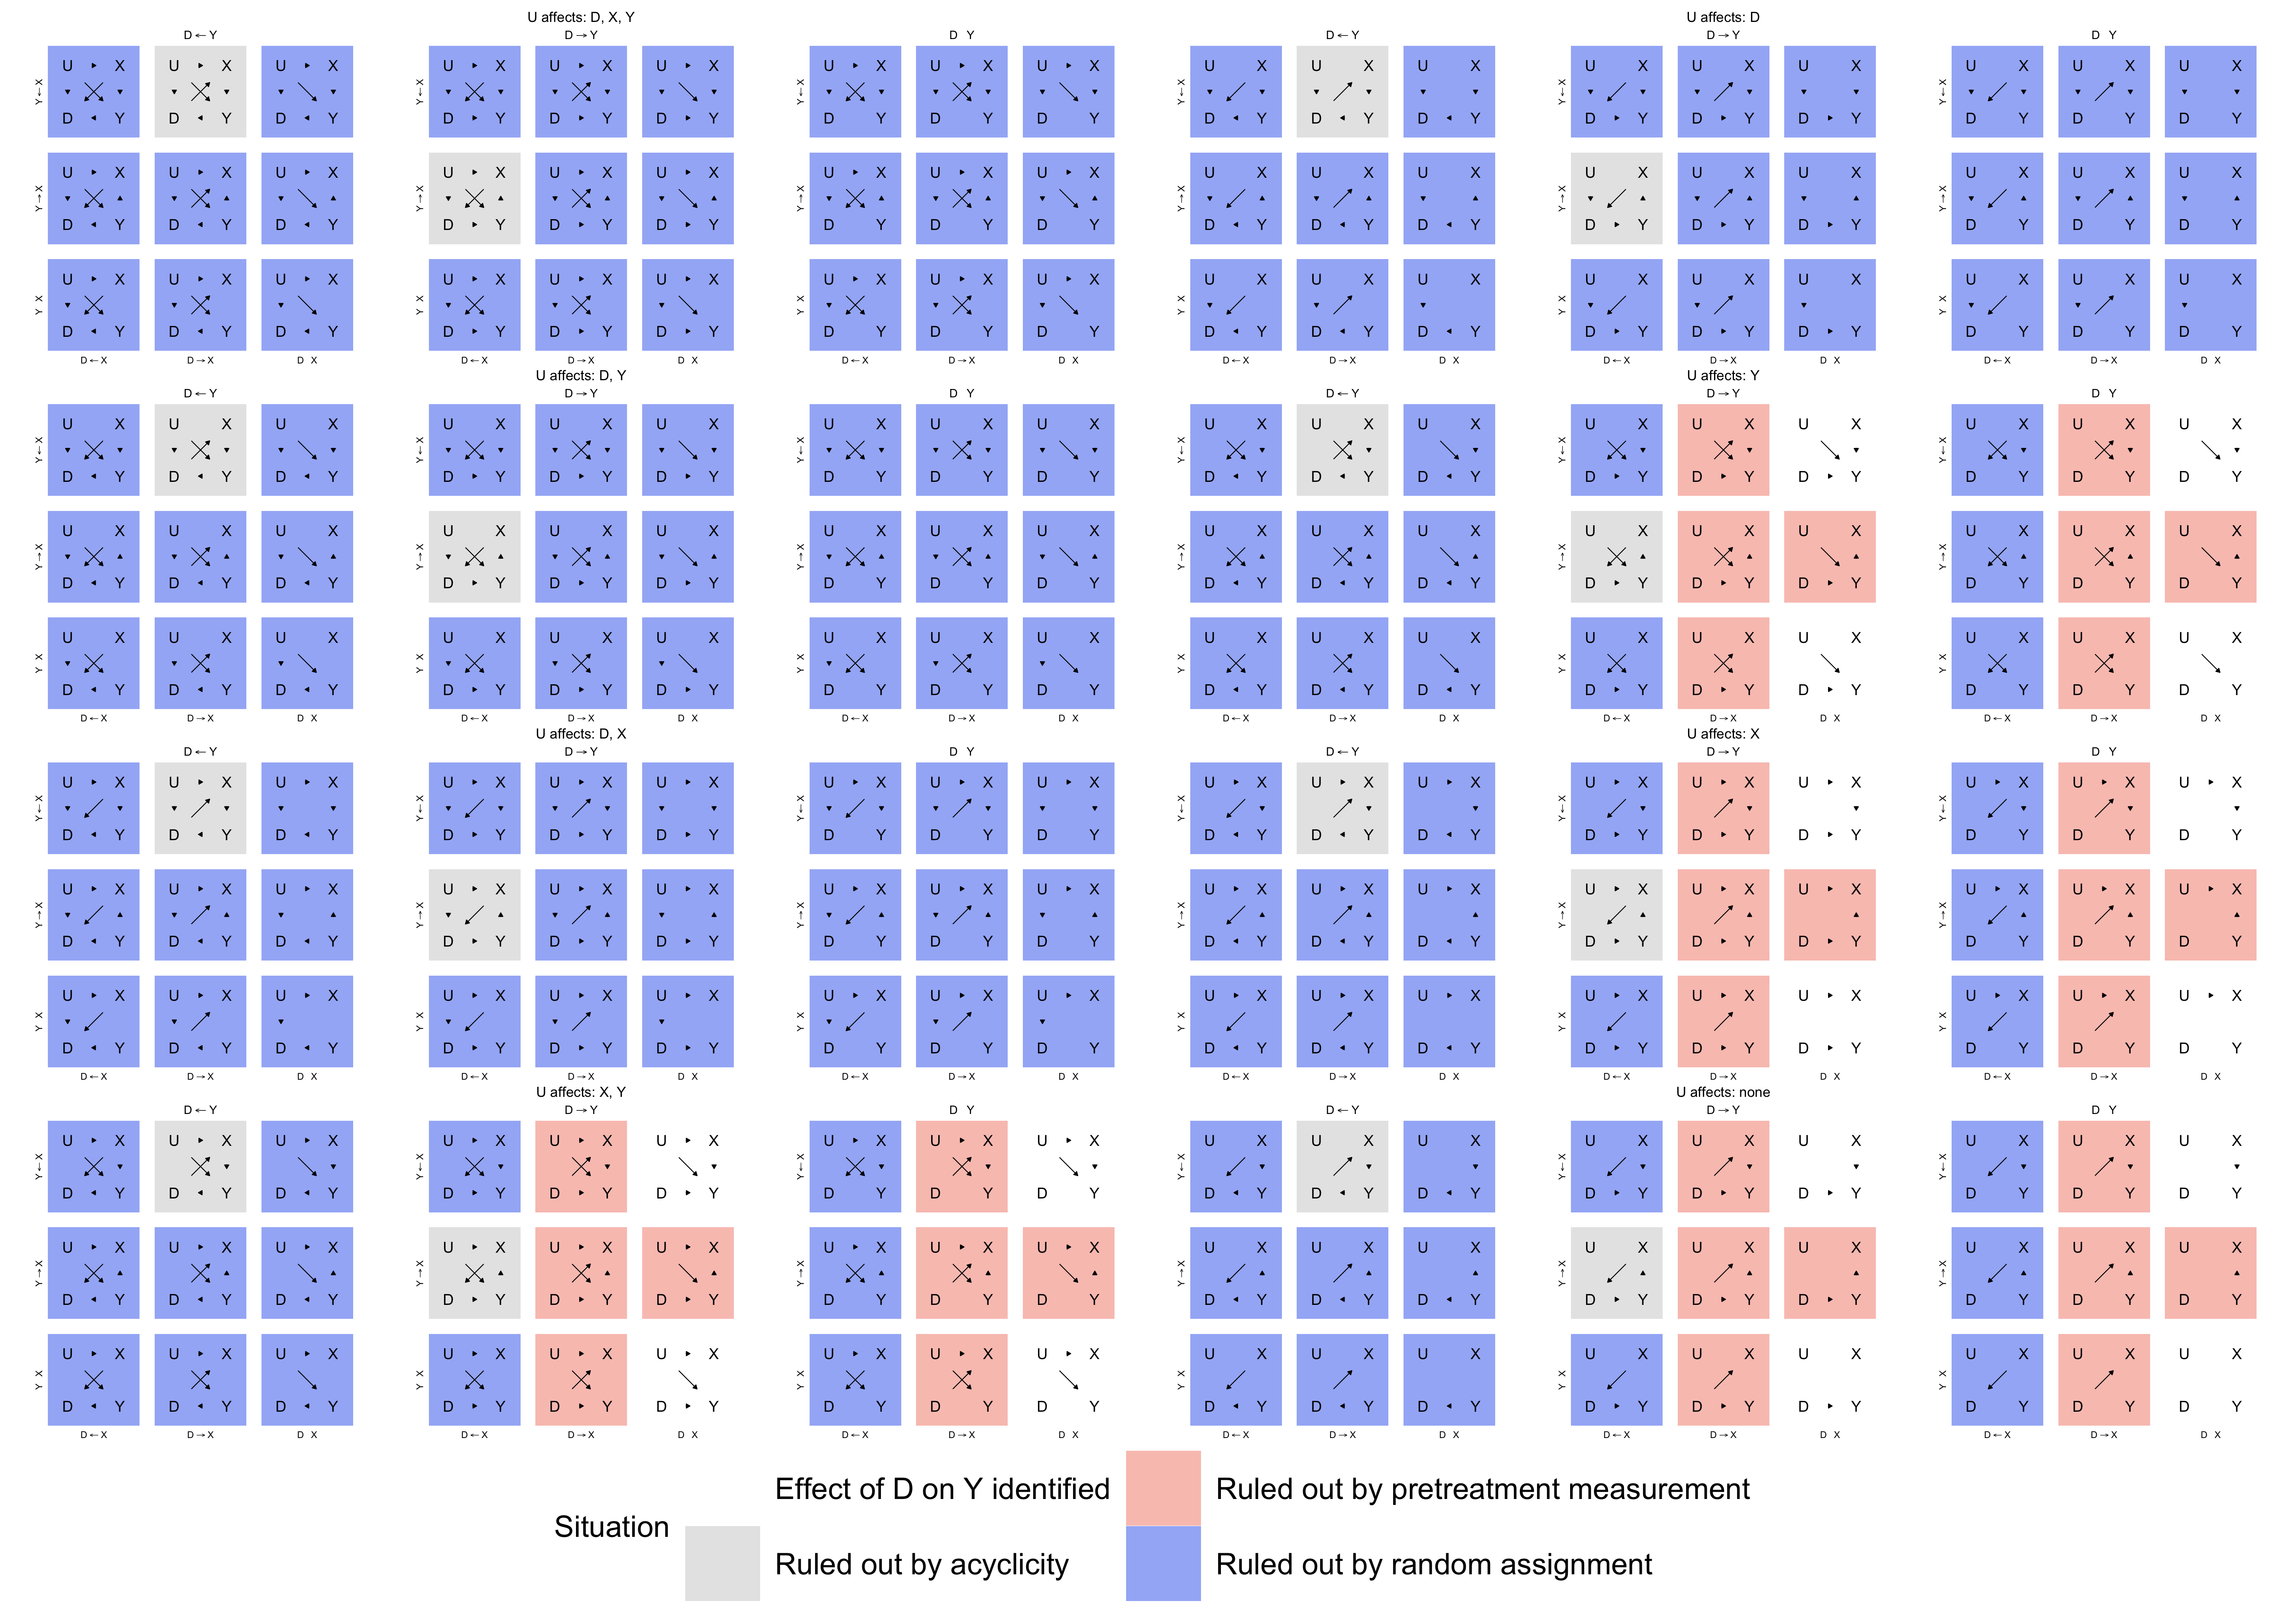 U affects: D, X, Y U affects: D
D ← Y D → Y D Y D ← Y D → Y D Y
U X U X U X U X U X U X U X U X U X U X U X U X U X U X U X U X U X U X
Y ← X Y ← X Y ← X Y ← X Y ← X Y ← X
D Y D Y D Y D Y D Y D Y D Y D Y D Y D Y D Y D Y D Y D Y D Y D Y D Y D Y
U X U X U X U X U X U X U X U X U X U X U X U X U X U X U X U X U X U X
Y → X Y → X Y → X Y → X Y → X Y → X
D Y D Y D Y D Y D Y D Y D Y D Y D Y D Y D Y D Y D Y D Y D Y D Y D Y D Y
U X U X U X U X U X U X U X U X U X U X U X U X U X U X U X U X U X U X
Y X Y X Y X Y X Y X Y X
D Y D Y D Y D Y D Y D Y D Y D Y D Y D Y D Y D Y D Y D Y D Y D Y D Y D Y
D ← X D → X D X D ← X D → X D X D ← X D → X D X D ← X D → X D X D ← X D → X D X D ← X D → X D X
U affects: D, Y U affects: Y
D ← Y D → Y D Y D ← Y D → Y D Y
U X U X U X U X U X U X U X U X U X U X U X U X U X U X U X U X U X U X
Y ← X Y ← X Y ← X Y ← X Y ← X Y ← X
D Y D Y D Y D Y D Y D Y D Y D Y D Y D Y D Y D Y D Y D Y D Y D Y D Y D Y
U X U X U X U X U X U X U X U X U X U X U X U X U X U X U X U X U X U X
Y → X Y → X Y → X Y → X Y → X Y → X
D Y D Y D Y D Y D Y D Y D Y D Y D Y D Y D Y D Y D Y D Y D Y D Y D Y D Y
U X U X U X U X U X U X U X U X U X U X U X U X U X U X U X U X U X U X
Y X Y X Y X Y X Y X Y X
D Y D Y D Y D Y D Y D Y D Y D Y D Y D Y D Y D Y D Y D Y D Y D Y D Y D Y
D ← X D → X D X D ← X D → X D X D ← X D → X D X D ← X D → X D X D ← X D → X D X D ← X D → X D X
U affects: D, X U affects: X
D ← Y D → Y D Y D ← Y D → Y D Y
U X U X U X U X U X U X U X U X U X U X U X U X U X U X U X U X U X U X
Y ← X Y ← X Y ← X Y ← X Y ← X Y ← X
D Y D Y D Y D Y D Y D Y D Y D Y D Y D Y D Y D Y D Y D Y D Y D Y D Y D Y
U X U X U X U X U X U X U X U X U X U X U X U X U X U X U X U X U X U X
Y → X Y → X Y → X Y → X Y → X Y → X
D Y D Y D Y D Y D Y D Y D Y D Y D Y D Y D Y D Y D Y D Y D Y D Y D Y D Y
U X U X U X U X U X U X U X U X U X U X U X U X U X U X U X U X U X U X
Y X Y X Y X Y X Y X Y X
D Y D Y D Y D Y D Y D Y D Y D Y D Y D Y D Y D Y D Y D Y D Y D Y D Y D Y
D ← X D → X D X D ← X D → X D X D ← X D → X D X D ← X D → X D X D ← X D → X D X D ← X D → X D X
U affects: X, Y U affects: none
D ← Y D → Y D Y D ← Y D → Y D Y
U X U X U X U X U X U X U X U X U X U X U X U X U X U X U X U X U X U X
Y ← X Y ← X Y ← X Y ← X Y ← X Y ← X
D Y D Y D Y D Y D Y D Y D Y D Y D Y D Y D Y D Y D Y D Y D Y D Y D Y D Y
U X U X U X U X U X U X U X U X U X U X U X U X U X U X U X U X U X U X
Y → X Y → X Y → X Y → X Y → X Y → X
D Y D Y D Y D Y D Y D Y D Y D Y D Y D Y D Y D Y D Y D Y D Y D Y D Y D Y
U X U X U X U X U X U X U X U X U X U X U X U X U X U X U X U X U X U X
Y X Y X Y X Y X Y X Y X
D Y D Y D Y D Y D Y D Y D Y D Y D Y D Y D Y D Y D Y D Y D Y D Y D Y D Y
D ← X D → X D X D ← X D → X D X D ← X D → X D X D ← X D → X D X D ← X D → X D X D ← X D → X D X
Situation
Effect of D on Y identified
Ruled out by pretreatment measurement
Ruled out by acyclicity
Ruled out by random assignment